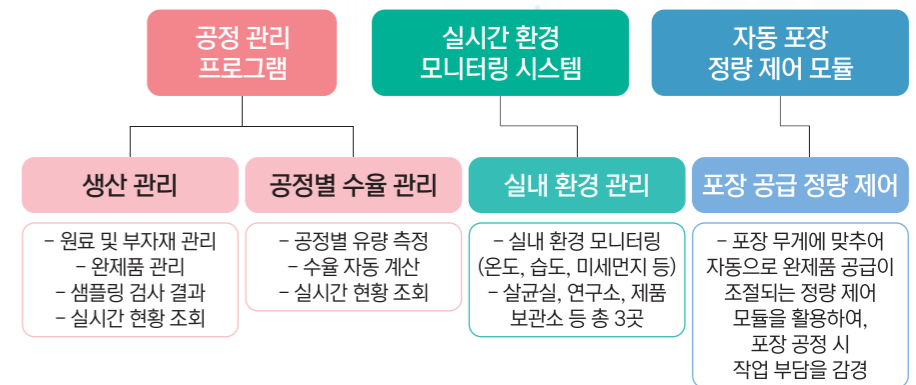 공정 관리
프로그램
실시간 환경
모니터링 시스템
자동 포장
정량 제어 모듈
생산 관리
공정별 수율 관리
실내 환경 관리
포장 공급 정량 제어
- 원료 및 부자재 관리
- 완제품 관리
- 샘플링 검사 결과
- 실시간 현황 조회
- 공정별 유량 측정
- 수율 자동 계산
- 실시간 현황 조회
- 실내 환경 모니터링
(온도, 습도, 미세먼지 등)
- 살균실, 연구소, 제품
보관소 등 총 3곳
- 포장 무게에 맞추어
자동으로 완제품 공급이
조절되는 정량 제어
모듈을 활용하여,
포장 공정 시
작업 부담을 감경